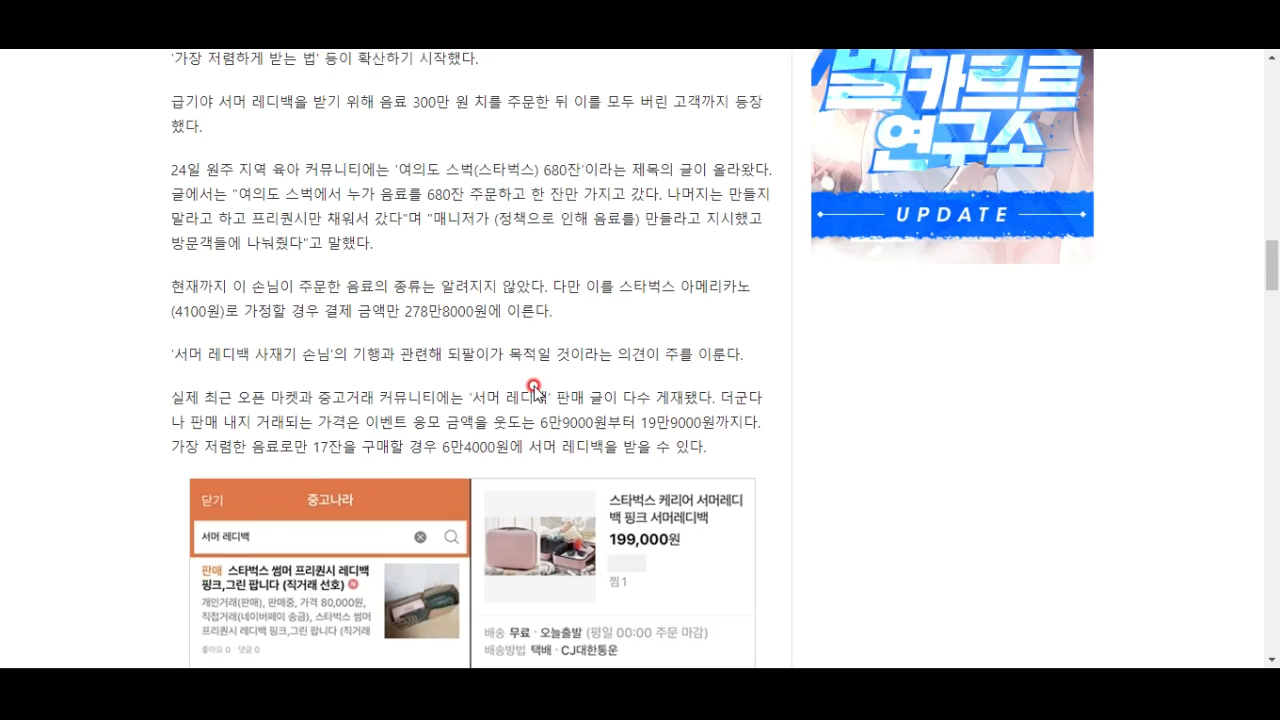 '가장 저렴하게 받는 법' 등이 확산하기 시작했다.
급기야 서머 레디백을 받기 위해 음료 300만 원 치를 주문한 뒤 이를 모두 버린 고객까지 등장
했다.
24일 원주 지역 육아 커뮤니티에는 '여의도 스벅(스타벅스) 680잔'이라는 제목의 글이 올라왔다.
글에서는 "여의도 스벅에서 누가 음료를 680잔 주문하고 한 잔만 가지고 갔다. 나머지는 만들지
말라고 하고 프리퀀시만 채워서 갔다"며 "매니저가 (정책으로 인해 음료를) 만들라고 지시했고
방문객들에 나눠줬다"고 말했다.
현재까지 이 손님이 주문한 음료의 종류는 알려지지 않았다. 다만 이를 스타벅스 아메리카노
(4100원)로 가정할 경우 결제 금액만 278만8000원에 이른다.
'서머 레디백 사재기 손님'의 기행과 관련해 되팔이가 목적일 것이라는 의견이 주를 이룬다.
실제 최근 오픈 마켓과 중고거래 커뮤니티에는 '서머 레디백' 판매 글이 다수 게재됐다. 더군다
나 판매 내지 거래되는 가격은 이벤트 응모 금액을 웃도는 6만9000원부터 19만9000원까지다.
가장 저렴한 음료로만 17잔을 구매할 경우 6만4000원에 서머 레디백을 받을 수 있다.
닫기
중고나라
서머 레디백
판매 스타벅스 썸머 프리퀀시 레디백
핑크,그린 팝니다 (직거래 선호) N
개인거래(판매), 판매중, 가격 80,000원,
직접거래(네이버페이 송금), 스타벅스 썸머
프리퀀시 레디백 핑크,그린 팝니다 (직거래
좋아요 0 댓글 0
스타벅스 케리어 서머레디
백 핑크 서머레디백
199,000원
찜1
배송 무료 · 오늘출발 (평일 00:00 주문 마감)
배송방법 택배 · CJ대한통운
카르트
연구소
UPDATE